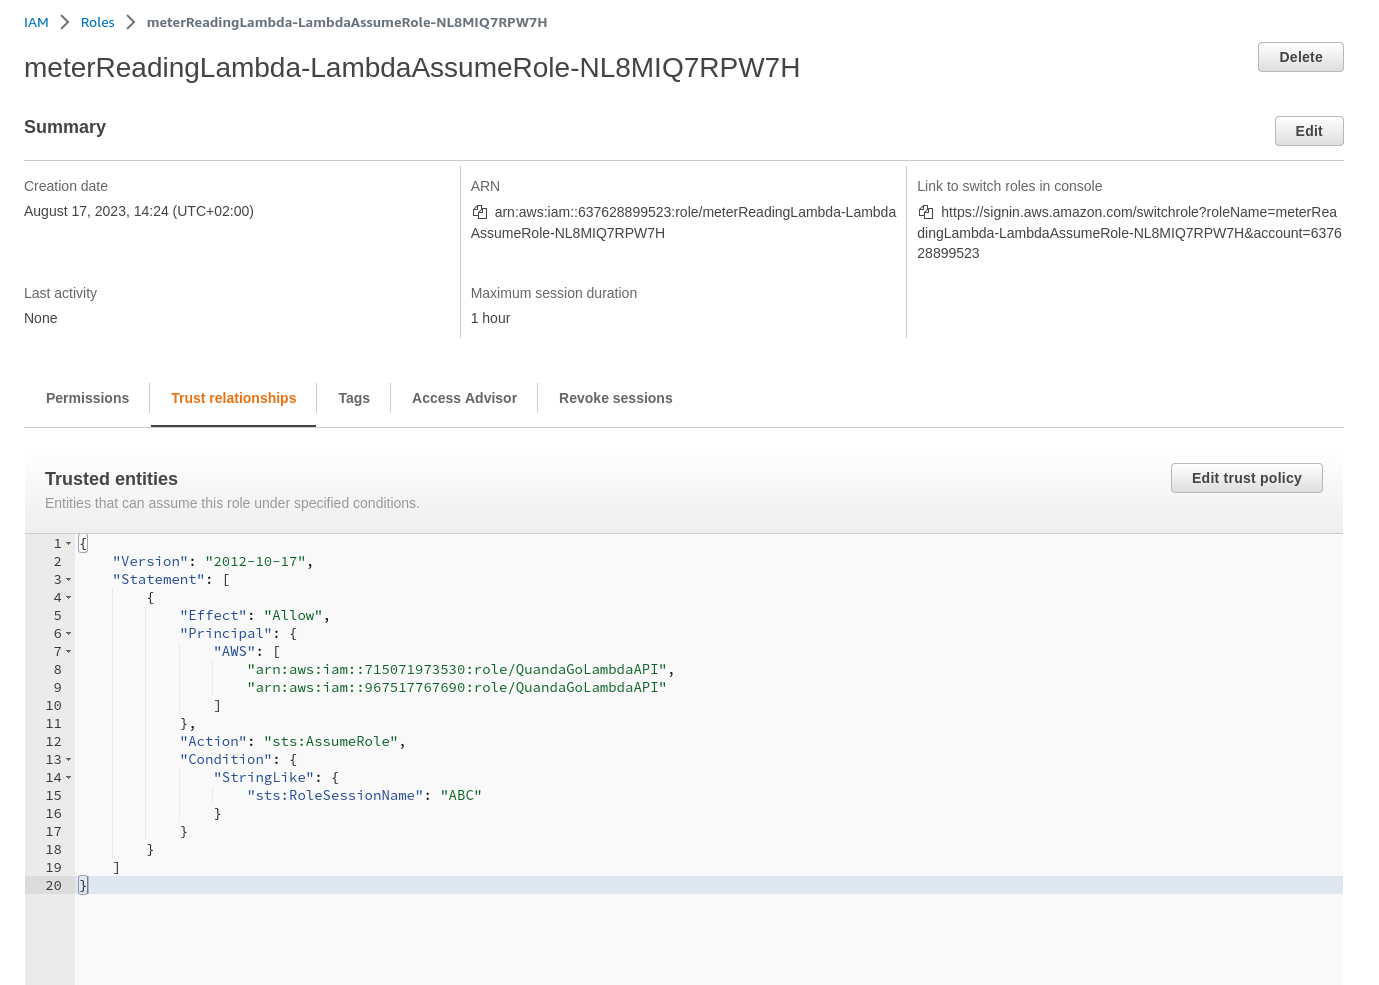 IAM > Roles > meterReadingLambda-LambdaAssumeRole-NL8MIQ7RPW7H
meterReadingLambda-LambdaAssumeRole-NL8MIQ7RPW7H
Delete
Summary
Edit
Creation date
August 17, 2023, 14:24 (UTC+02:00)
ARN
arn:aws:iam::637628899523:role/meterReadingLambda-Lambda
AssumeRole-NL8MIQ7RPW7H
Link to switch roles in console
https://signin.aws.amazon.com/switchrole?roleName=meterRea
dingLambda-LambdaAssumeRole-NL8MIQ7RPW7H&account=6376
28899523
Last activity
None
Maximum session duration
1 hour
Permissions
Trust relationships
Tags
Access Advisor
Revoke sessions
Trusted entities
Entities that can assume this role under specified conditions.
Edit trust policy
1 {
2     "Version": "2012-10-17",
3     "Statement": [
4         {
5             "Effect": "Allow",
6             "Principal": {
7                 "AWS": [
8                     "arn:aws:iam::715071973530:role/QuandaGoLambdaAPI",
9                     "arn:aws:iam::967517767690:role/QuandaGoLambdaAPI"
10                 ]
11             },
12             "Action": "sts:AssumeRole",
13             "Condition": {
14                 "StringLike": {
15                     "sts:RoleSessionName": "ABC"
16                 }
17             }
18         }
19     ]
20 }